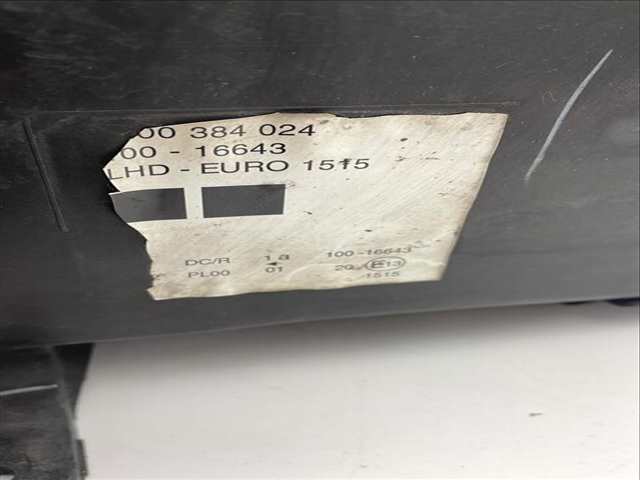 00 384 024
00 - 16643
LHD - EURO 1515
DC/R 1 a 100-16643
PL00 01 20 E13
1515